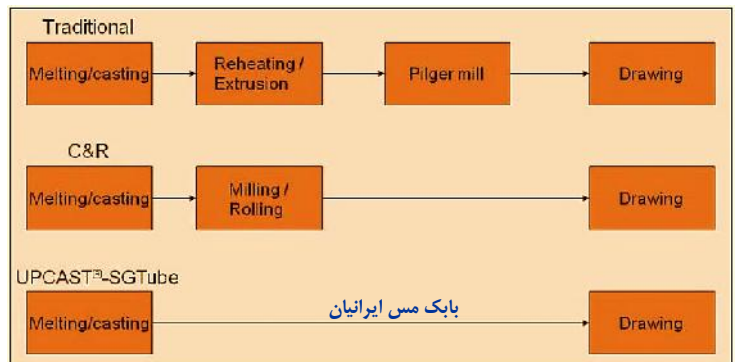 Traditional
Melting/casting
Reheating /
Extrusion
Pilger mill
Drawing
C&R
Melting/casting
Milling /
Rolling
Drawing
UPCAST®-SGTube
Melting/casting
بابک مس ایرانیان
Drawing